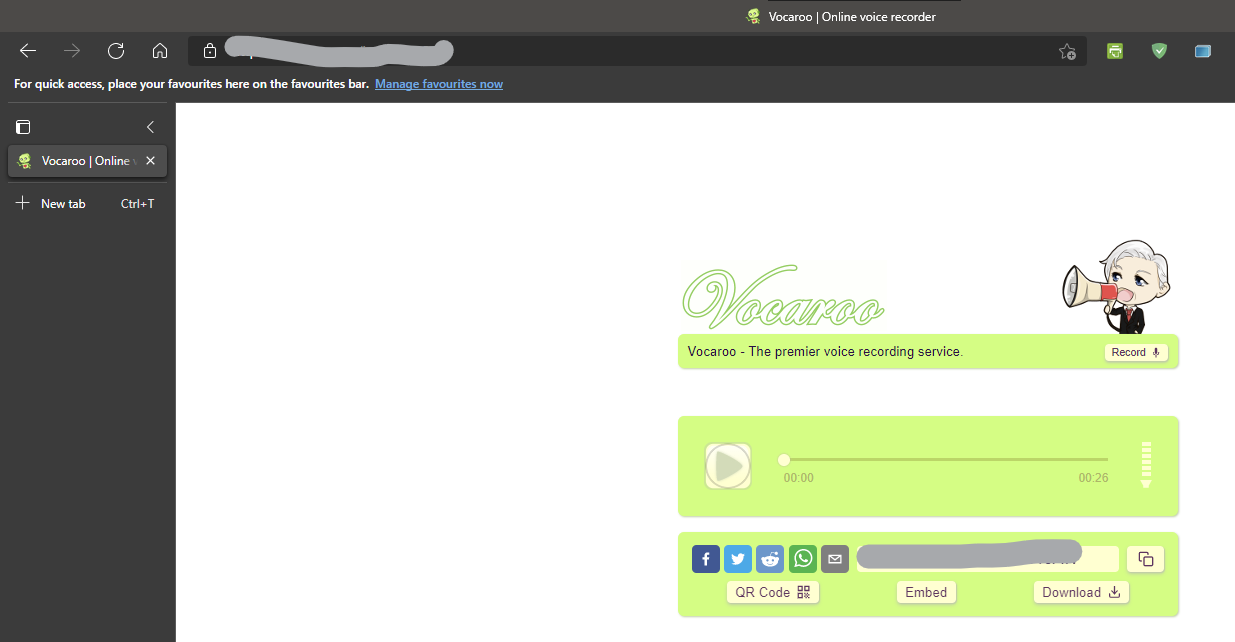 Vocaroo | Online voice recorder
For quick access, place your favourites here on the favourites bar. Manage favourites now
Vocaroo | Online
New tab Ctrl+T
Vocaroo
Vocaroo - The premier voice recording service. Record
00:00 00:26
QR Code Embed Download